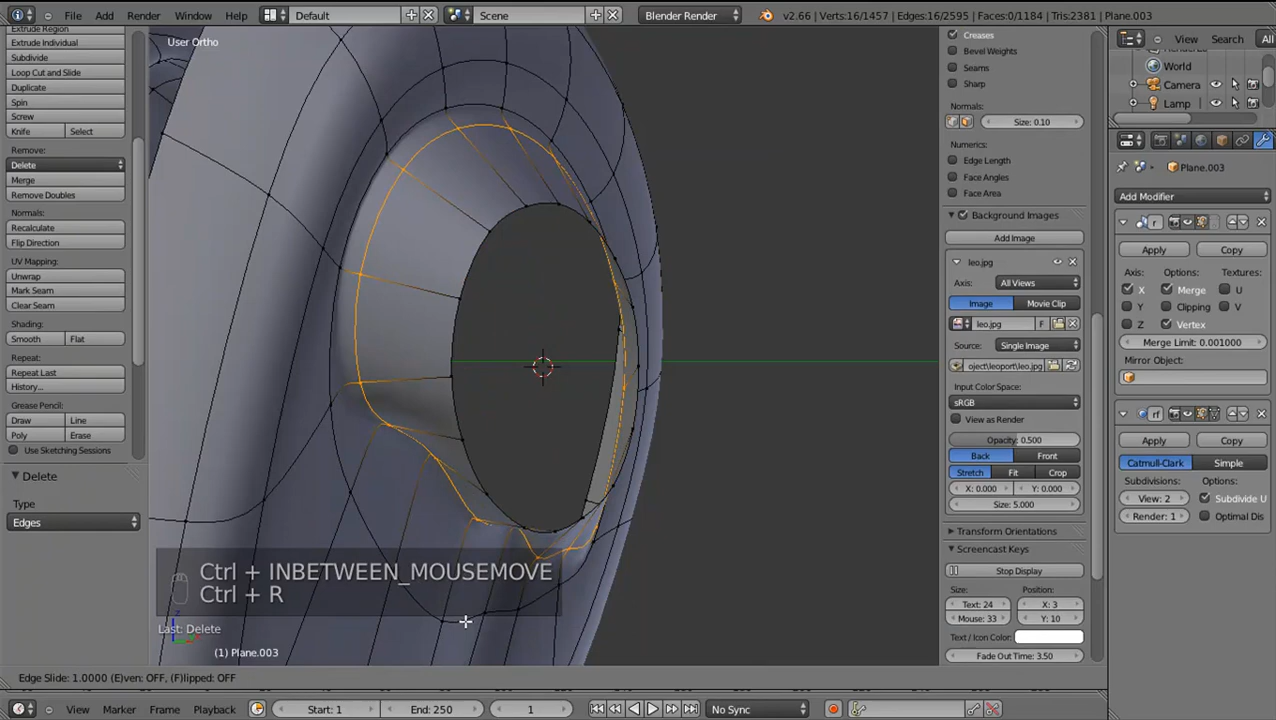 File Add Render Window Help Default Scene Blender Render v2.66 | Verts:16/1457 | Edges:16/2595 | Faces:0/1184 | Tris:2381 | Plane.003
View Search All
Extrude Region
Extrude Individual
Subdivide
Loop Cut and Slide
Duplicate
Spin
Screw
Knife Select
Remove:
Delete
Merge
Remove Doubles
Normals:
Recalculate
Flip Direction
UV Mapping:
Unwrap
Mark Seam
Clear Seam
Shading:
Smooth Flat
Repeat:
Repeat Last
History...
Grease Pencil:
Draw Line
Poly Erase
Use Sketching Sessions
Delete
Type
Edges
User Ortho
Ctrl + INBETWEEN_MOUSEMOVE
Ctrl + R
Last: Delete
(1) Plane.003
Edge Slide: 1.0000 (E)ven: OFF, (F)lipped: OFF
Creases
Bevel Weights
Seams
Sharp
Normals:
Size: 0.10
Numerics:
Edge Length
Face Angles
Face Area
Background Images
Add Image
leo.jpg
Axis: All Views
Image Movie Clip
leo.jpg F
Source: Single Image
oject\leoport\leo.jpg
Input Color Space:
sRGB
View as Render
Opacity: 0.500
Back Front
Stretch Fit Crop
X: 0.000 Y: 0.000
Size: 5.000
Transform Orientations
Screencast Keys
Stop Display
Size: Position:
Text: 24 X: 3
Mouse: 33 Y: 10
Text / Icon Color:
Fade Out Time: 3.50
World
Camera
Lamp
Plane.003
Add Modifier
Apply Copy
Axis: Options: Textures:
X Merge U
Y Clipping V
Z Vertex
Merge Limit: 0.001000
Mirror Object:
Apply Copy
Catmull-Clark Simple
Subdivisions: Options:
View: 2 Subdivide U
Render: 1 Optimal Dis
View Marker Frame Playback Start: 1 End: 250 1 No Sync